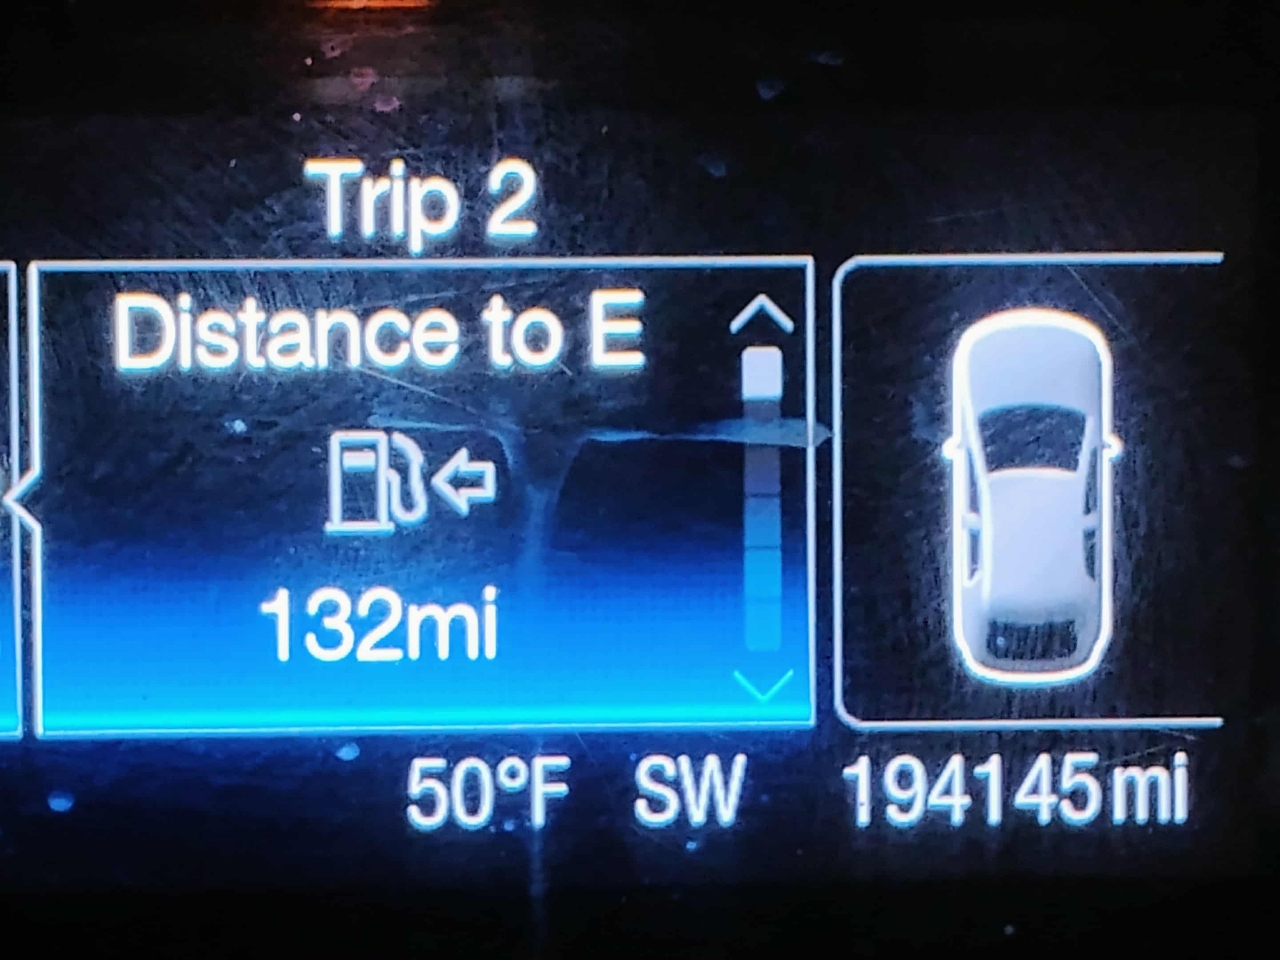 Trip 2
Distance to E
132mi
50°F SW 194145mi